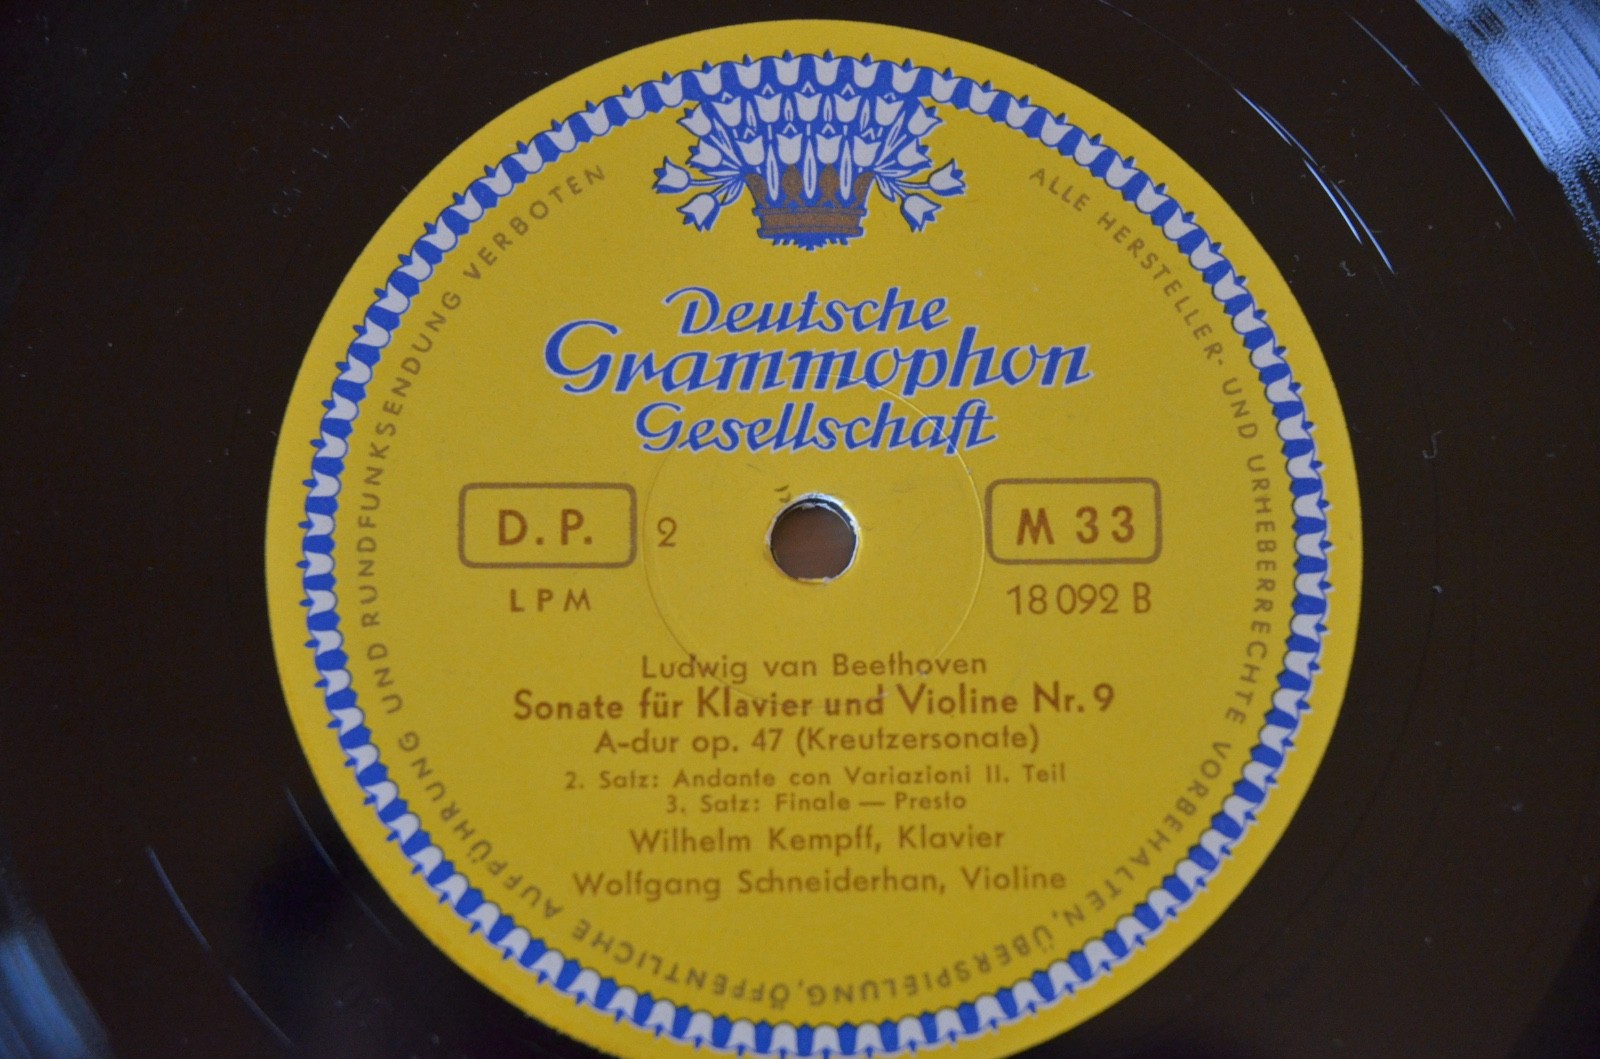 Deutsche
Grammophon
Gesellschaft
D. P. 2
M 33
LPM
18 092 B
Ludwig van Beethoven
Sonate für Klavier und Violine Nr. 9
A-dur op. 47 (Kreutzersonate)
2. Satz: Andante con Variazioni II. Teil
3. Satz: Finale — Presto
Wilhelm Kempff, Klavier
Wolfgang Schneiderhan, Violine
ALLE HERSTELLER- UND URHEBERRECHTE VORBEHALTEN, ÜBERSPIELUNG, ÖFFENTLICHE AUFFÜHRUNG UND RUNDFUNKSENDUNG VERBOTEN